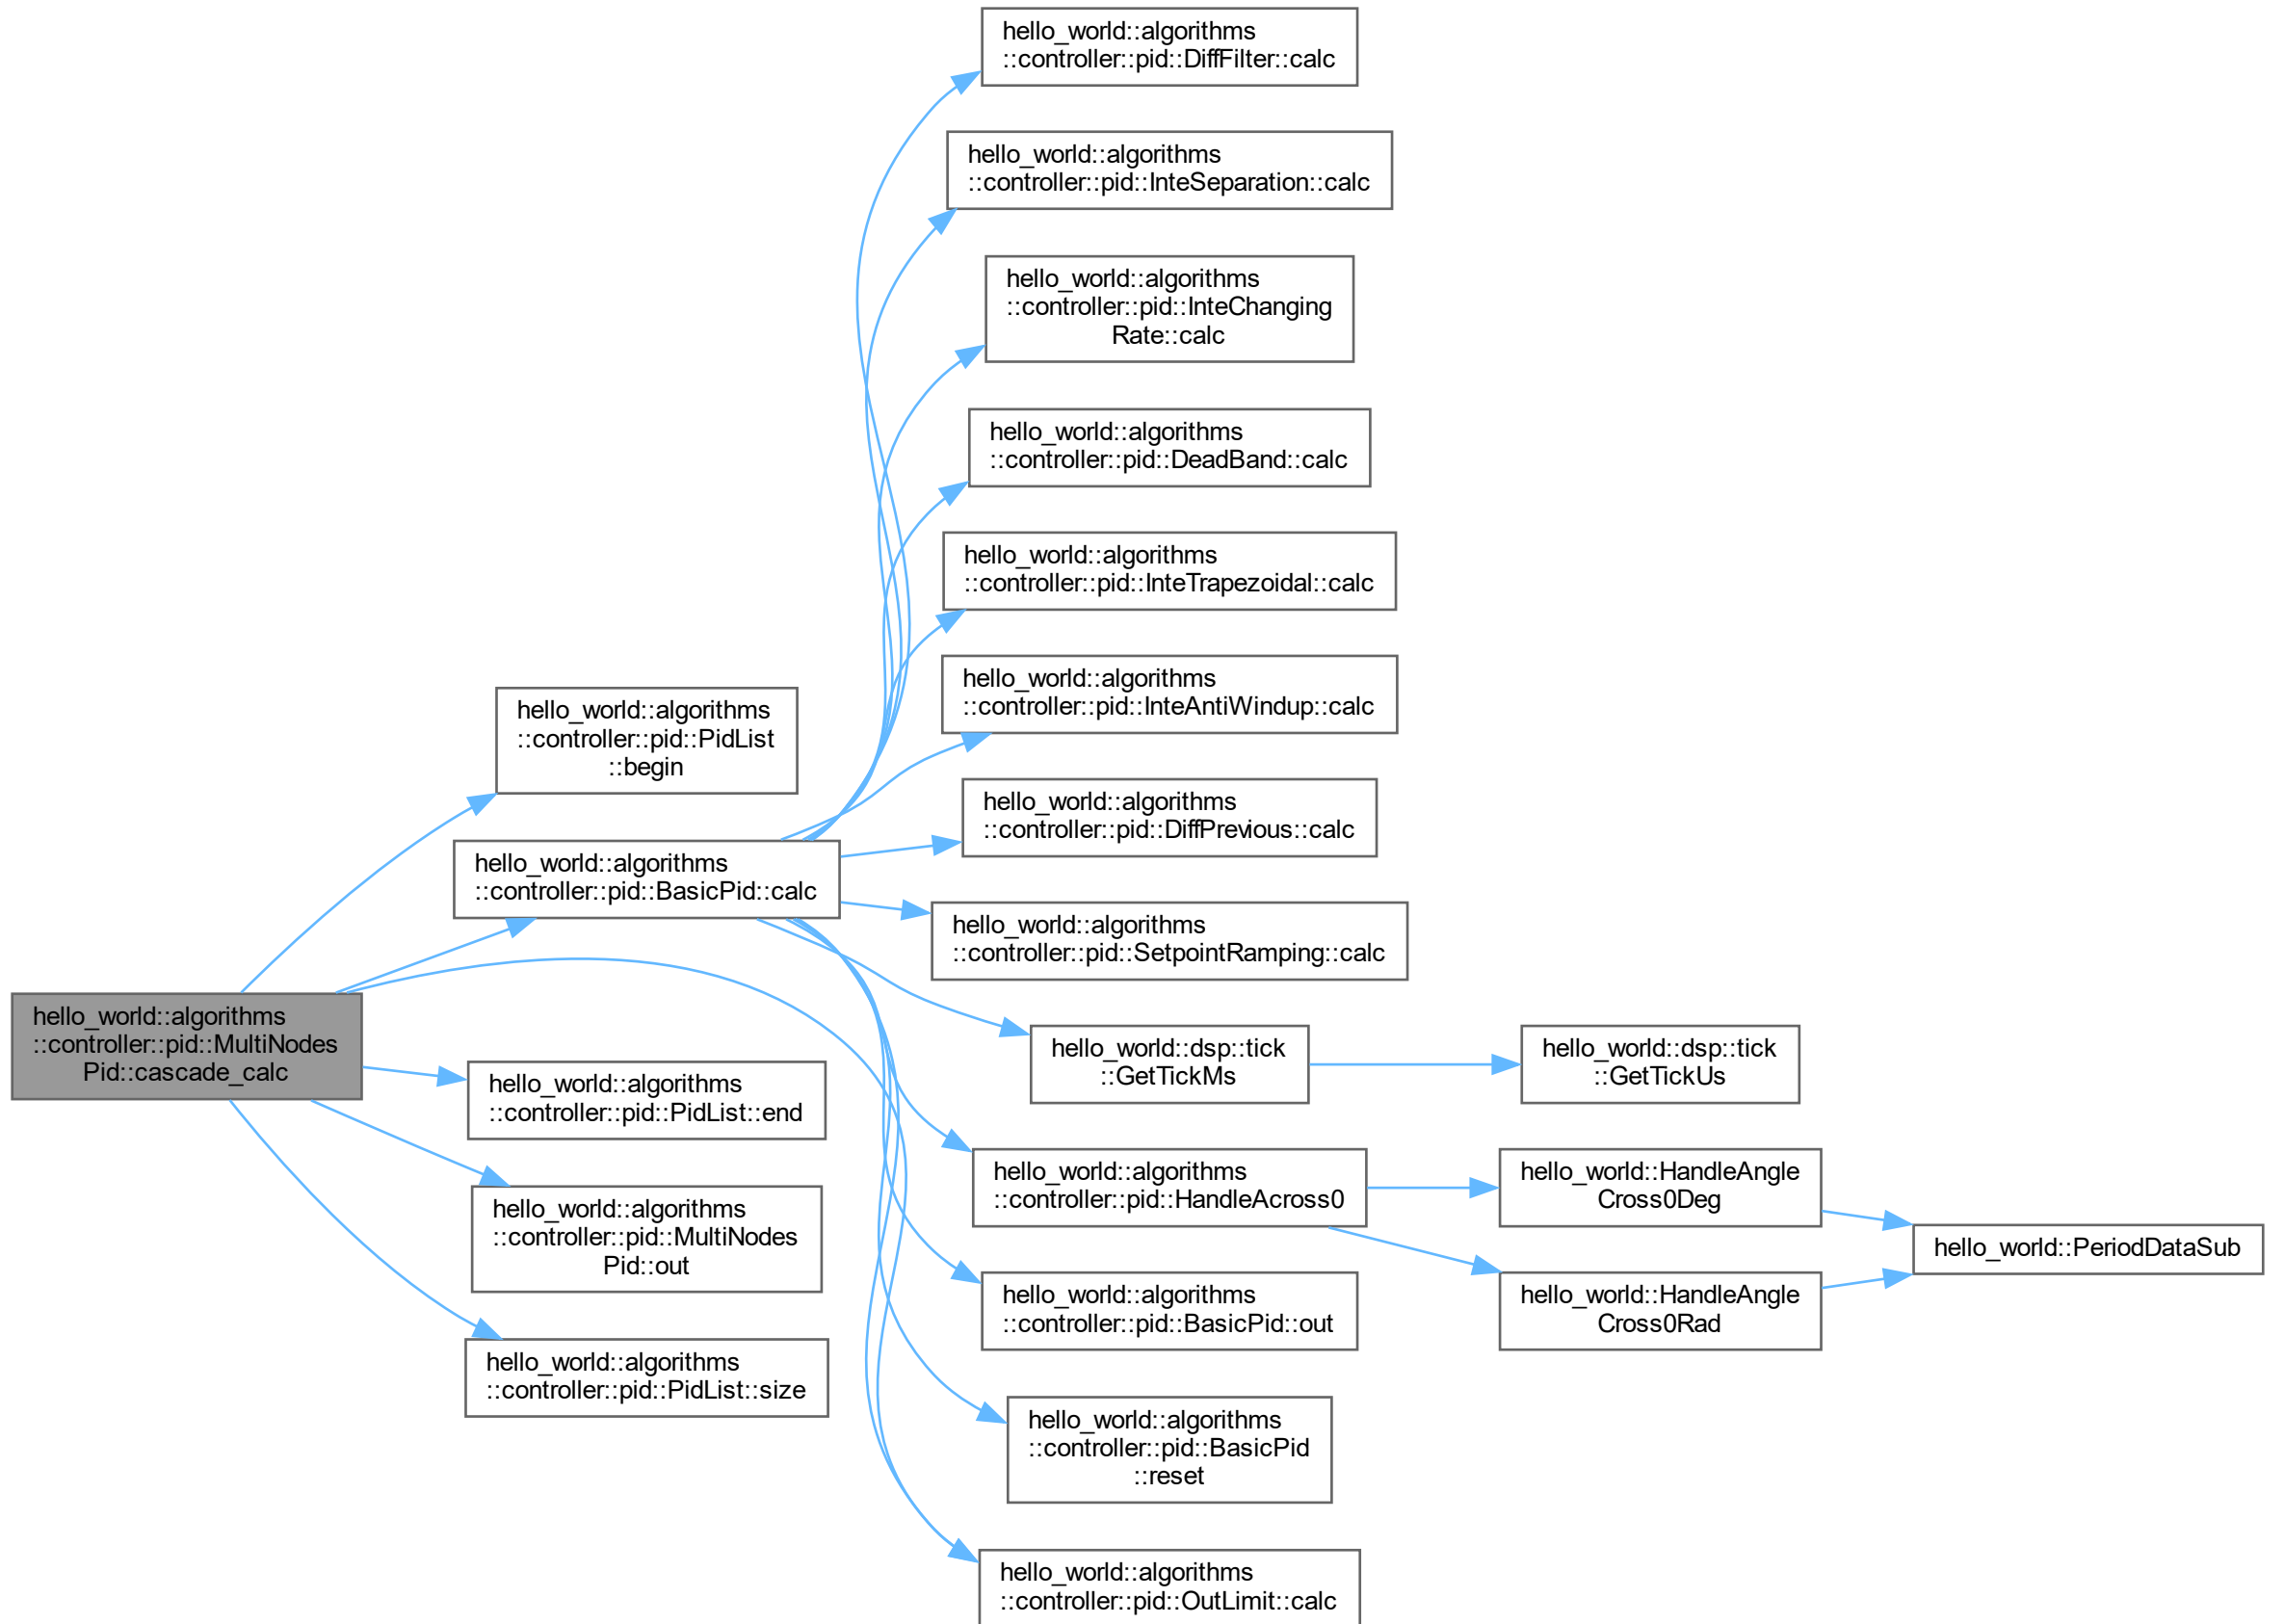 hello_world::algorithms
::controller::pid::DiffFilter::calc
hello_world::algorithms
::controller::pid::InteSeparation::calc
hello_world::algorithms
::controller::pid::InteChanging
Rate::calc
hello_world::algorithms
::controller::pid::DeadBand::calc
hello_world::algorithms
::controller::pid::InteTrapezoidal::calc
hello_world::algorithms
::controller::pid::InteAntiWindup::calc
hello_world::algorithms
::controller::pid::PidList
::begin
hello_world::algorithms
::controller::pid::DiffPrevious::calc
hello_world::algorithms
::controller::pid::BasicPid::calc
hello_world::algorithms
::controller::pid::SetpointRamping::calc
hello_world::algorithms
::controller::pid::MultiNodes
Pid::cascade_calc
hello_world::dsp::tick
::GetTickMs
hello_world::dsp::tick
::GetTickUs
hello_world::algorithms
::controller::pid::PidList::end
hello_world::algorithms
::controller::pid::HandleAcross0
hello_world::HandleAngle
Cross0Deg
hello_world::algorithms
::controller::pid::MultiNodes
Pid::out
hello_world::PeriodDataSub
hello_world::algorithms
::controller::pid::BasicPid::out
hello_world::HandleAngle
Cross0Rad
hello_world::algorithms
::controller::pid::PidList::size
hello_world::algorithms
::controller::pid::BasicPid
::reset
hello_world::algorithms
::controller::pid::OutLimit::calc